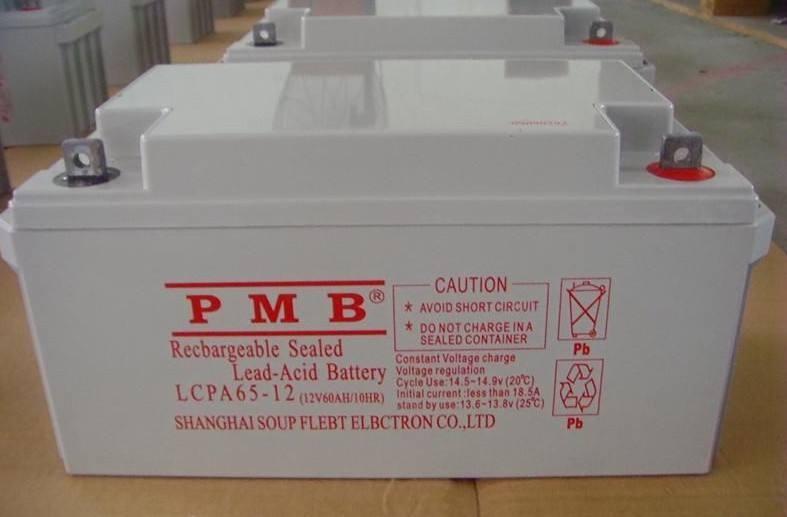 PMB®
Recbargeable Sealed
Lead-Acid Battery
LCPA65-12 (12V60AH/10HR)
SHANGHAI SOUP FLEBT ELBCTRON CO.,LTD
CAUTION
* AVOID SHORT CIRCUIT
* DO NOT CHARGE IN A
SEALED CONTAINER
Constant Voltage charge
Voltage regulation
Cycle Use:14.5~14.9v (20℃)
Initial current:less than 18.5A
stand by use:13.6~13.8v (25℃)
Pb
Pb